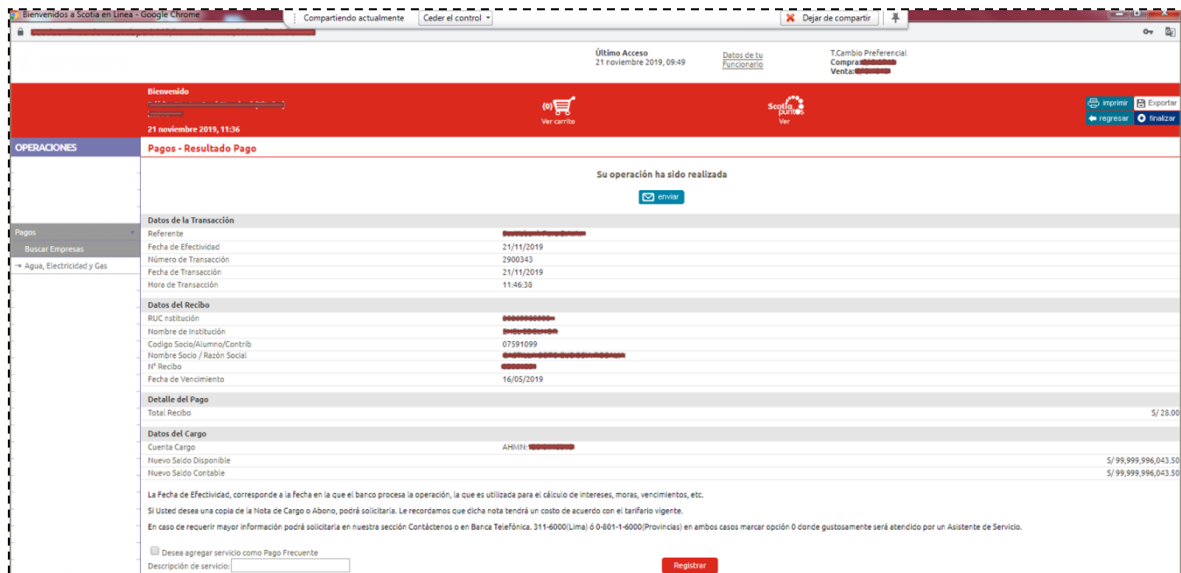 Bienvenidos a Scotia en Línea - Google Chrome
Compartiendo actualmente Ceder el control Dejar de compartir
Último Acceso
21 noviembre 2019, 09:49
Datos de tu
Funcionario
T.Cambio Preferencial
Compra:
Venta:
Bienvenido
21 noviembre 2019, 11:36
(0)
Ver carrito
Scotia
puntos
Ver
imprimir Exportar
regresar finalizar
OPERACIONES
Pagos
Buscar Empresas
Agua, Electricidad y Gas
Pagos - Resultado Pago
Su operación ha sido realizada
enviar
Datos de la Transacción
Referente
Fecha de Efectividad 21/11/2019
Número de Transacción 2900343
Fecha de Transacción 21/11/2019
Hora de Transacción 11:46:38
Datos del Recibo
RUC nstitución
Nombre de Institución
Codigo Socio/Alumno/Contrib 07591099
Nombre Socio / Razón Social
N° Recibo
Fecha de Vencimiento 16/05/2019
Detalle del Pago
Total Recibo S/ 28.00
Datos del Cargo
Cuenta Cargo AHMN:
Nuevo Saldo Disponible S/ 99,999,996,043.50
Nuevo Saldo Contable S/ 99,999,996,043.50
La Fecha de Efectividad, corresponde a la fecha en la que el banco procesa la operación, la que es utilizada para el cálculo de intereses, moras, vencimientos, etc.
Si Usted desea una copia de la Nota de Cargo o Abono, podrá solicitarla. Le recordamos que dicha nota tendrá un costo de acuerdo con el tarifario vigente.
En caso de requerir mayor información podrá solicitarla en nuestra sección Contáctenos o en Banca Telefónica. 311-6000(Lima) ó 0-801-1-6000(Provincias) en ambos casos marcar opción 0 donde gustosamente será atendido por un Asistente de Servicio.
Desea agregar servicio como Pago Frecuente
Descripción de servicio:
Registrar